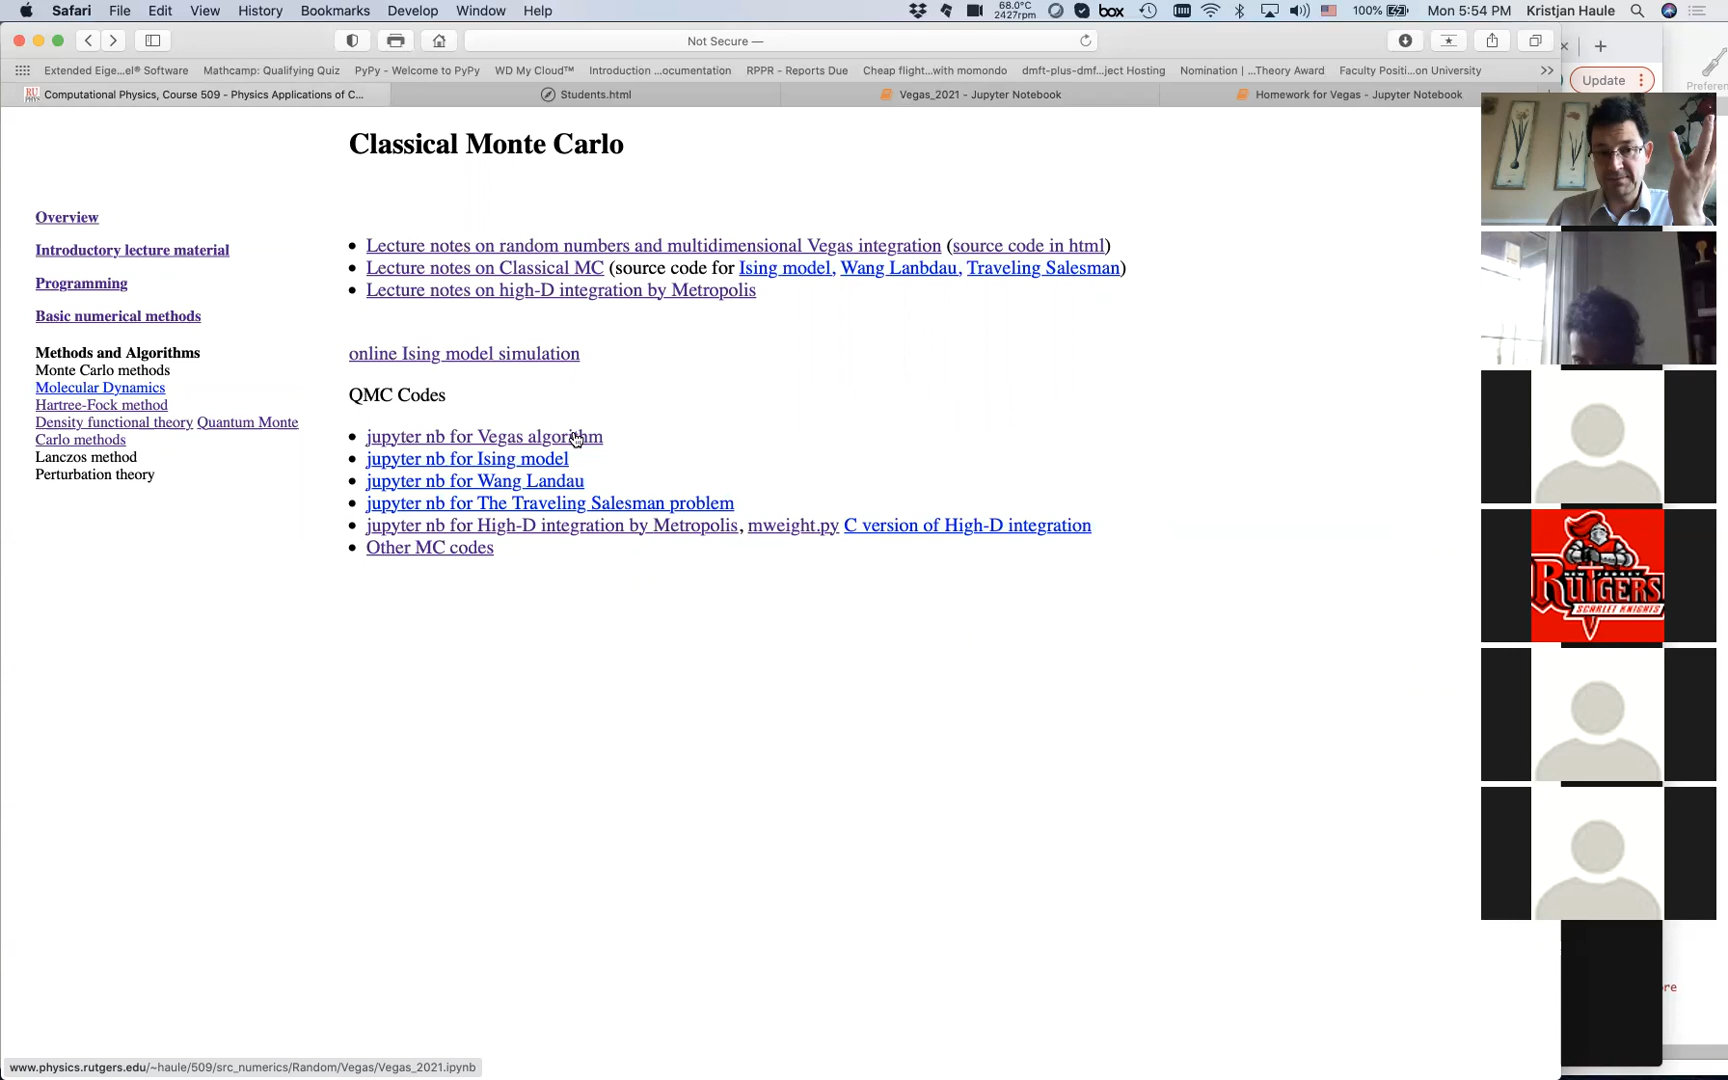 Safari File Edit View History Bookmarks Develop Window Help
68.0°C
2427rpm
box
100%
Mon 5:54 PM Kristjan Haule
Not Secure —
Extended Eige...el® Software Mathcamp: Qualifying Quiz PyPy - Welcome to PyPy WD My Cloud™ Introduction ...ocumentation RPPR - Reports Due Cheap flight...with momondo dmft-plus-dmf...ject Hosting Nomination | ...Theory Award Faculty Positi...on University
Update
Computational Physics, Course 509 - Physics Applications of C... Students.html Vegas_2021 - Jupyter Notebook Homework for Vegas - Jupyter Notebook
Classical Monte Carlo
Overview
Introductory lecture material
Programming
Basic numerical methods
Methods and Algorithms
Monte Carlo methods
Molecular Dynamics
Hartree-Fock method
Density functional theory Quantum Monte
Carlo methods
Lanczos method
Perturbation theory
Lecture notes on random numbers and multidimensional Vegas integration (source code in html)
Lecture notes on Classical MC (source code for Ising model, Wang Lanbdau, Traveling Salesman)
Lecture notes on high-D integration by Metropolis
online Ising model simulation
QMC Codes
jupyter nb for Vegas algorithm
jupyter nb for Ising model
jupyter nb for Wang Landau
jupyter nb for The Traveling Salesman problem
jupyter nb for High-D integration by Metropolis, mweight.py C version of High-D integration
Other MC codes
NEW JERSEY
RUTGERS
SCARLET KNIGHTS
www.physics.rutgers.edu/~haule/509/src_numerics/Random/Vegas/Vegas_2021.ipynb